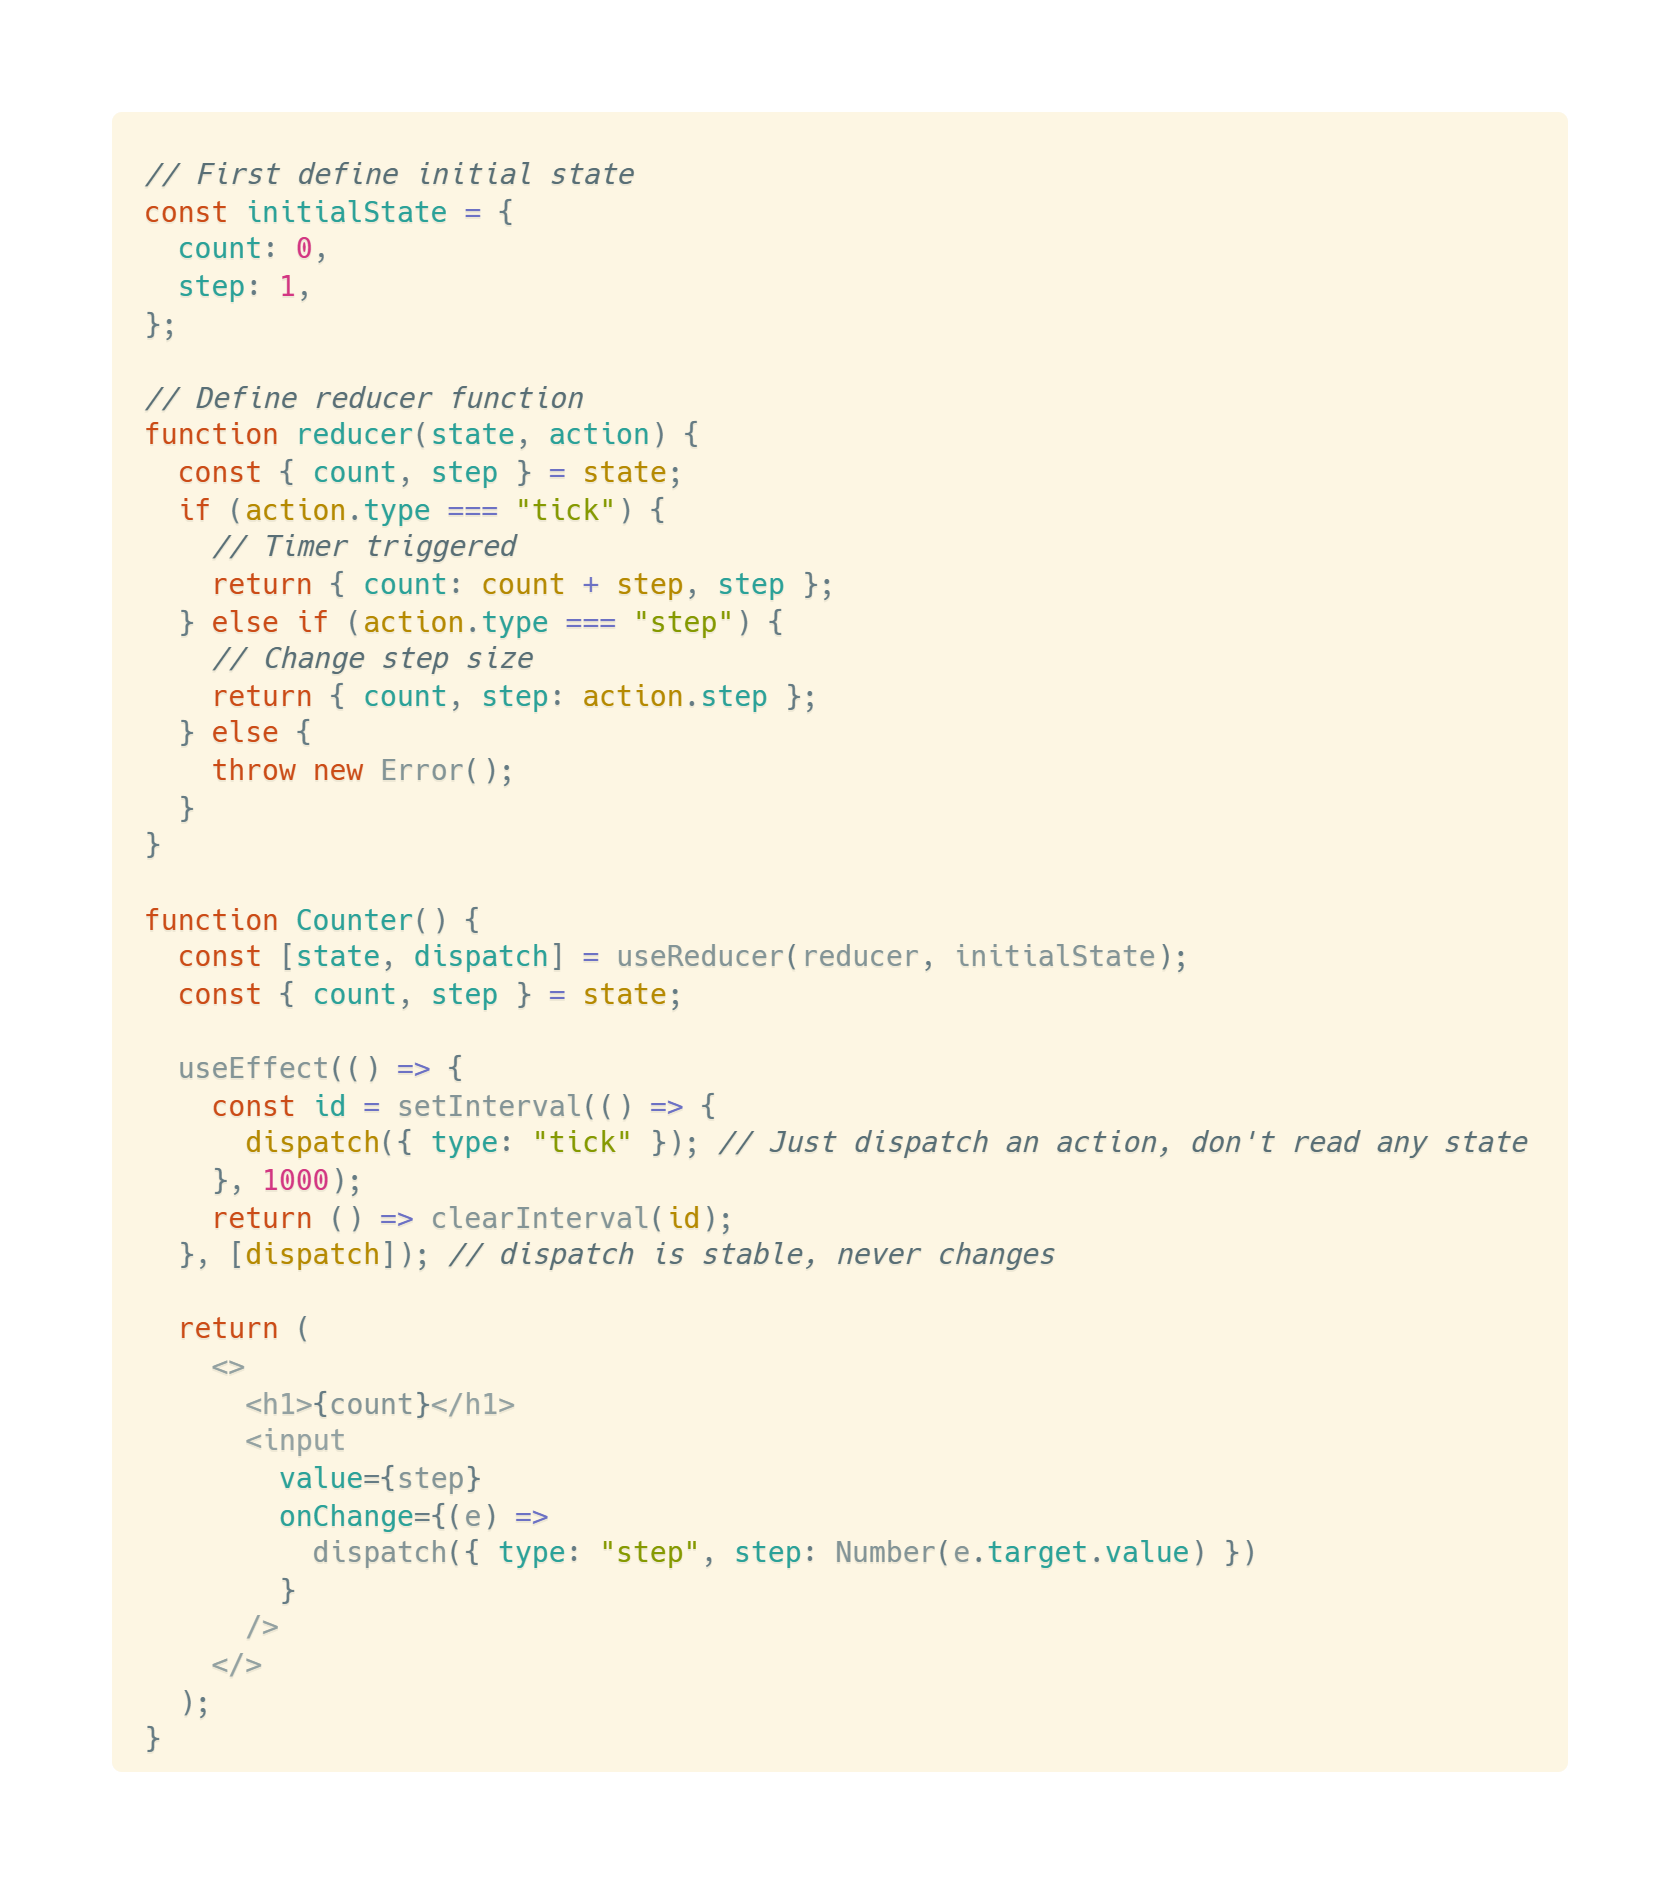 // First define initial state
const initialState = {
  count: 0,
  step: 1,
};

// Define reducer function
function reducer(state, action) {
  const { count, step } = state;
  if (action.type === "tick") {
    // Timer triggered
    return { count: count + step, step };
  } else if (action.type === "step") {
    // Change step size
    return { count, step: action.step };
  } else {
    throw new Error();
  }
}

function Counter() {
  const [state, dispatch] = useReducer(reducer, initialState);
  const { count, step } = state;

  useEffect(() => {
    const id = setInterval(() => {
      dispatch({ type: "tick" }); // Just dispatch an action, don't read any state
    }, 1000);
    return () => clearInterval(id);
  }, [dispatch]); // dispatch is stable, never changes

  return (
    <>
      <h1>{count}</h1>
      <input
        value={step}
        onChange={(e) =>
          dispatch({ type: "step", step: Number(e.target.value) })
        }
      />
    </>
  );
}